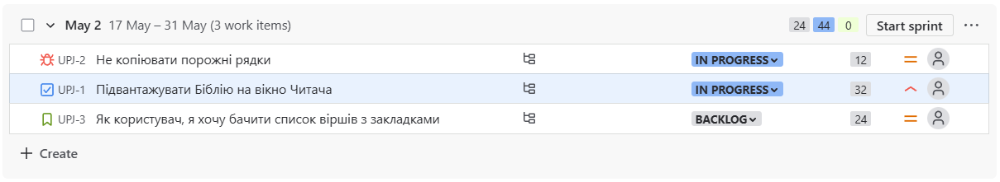 May 2 17 May – 31 May (3 work items) 24 44 0 Start sprint
UPJ-2 Не копіювати порожні рядки IN PROGRESS 12
UPJ-1 Підвантажувати Біблію на вікно Читача IN PROGRESS 32
UPJ-3 Як користувач, я хочу бачити список віршів з закладками BACKLOG 24
Create